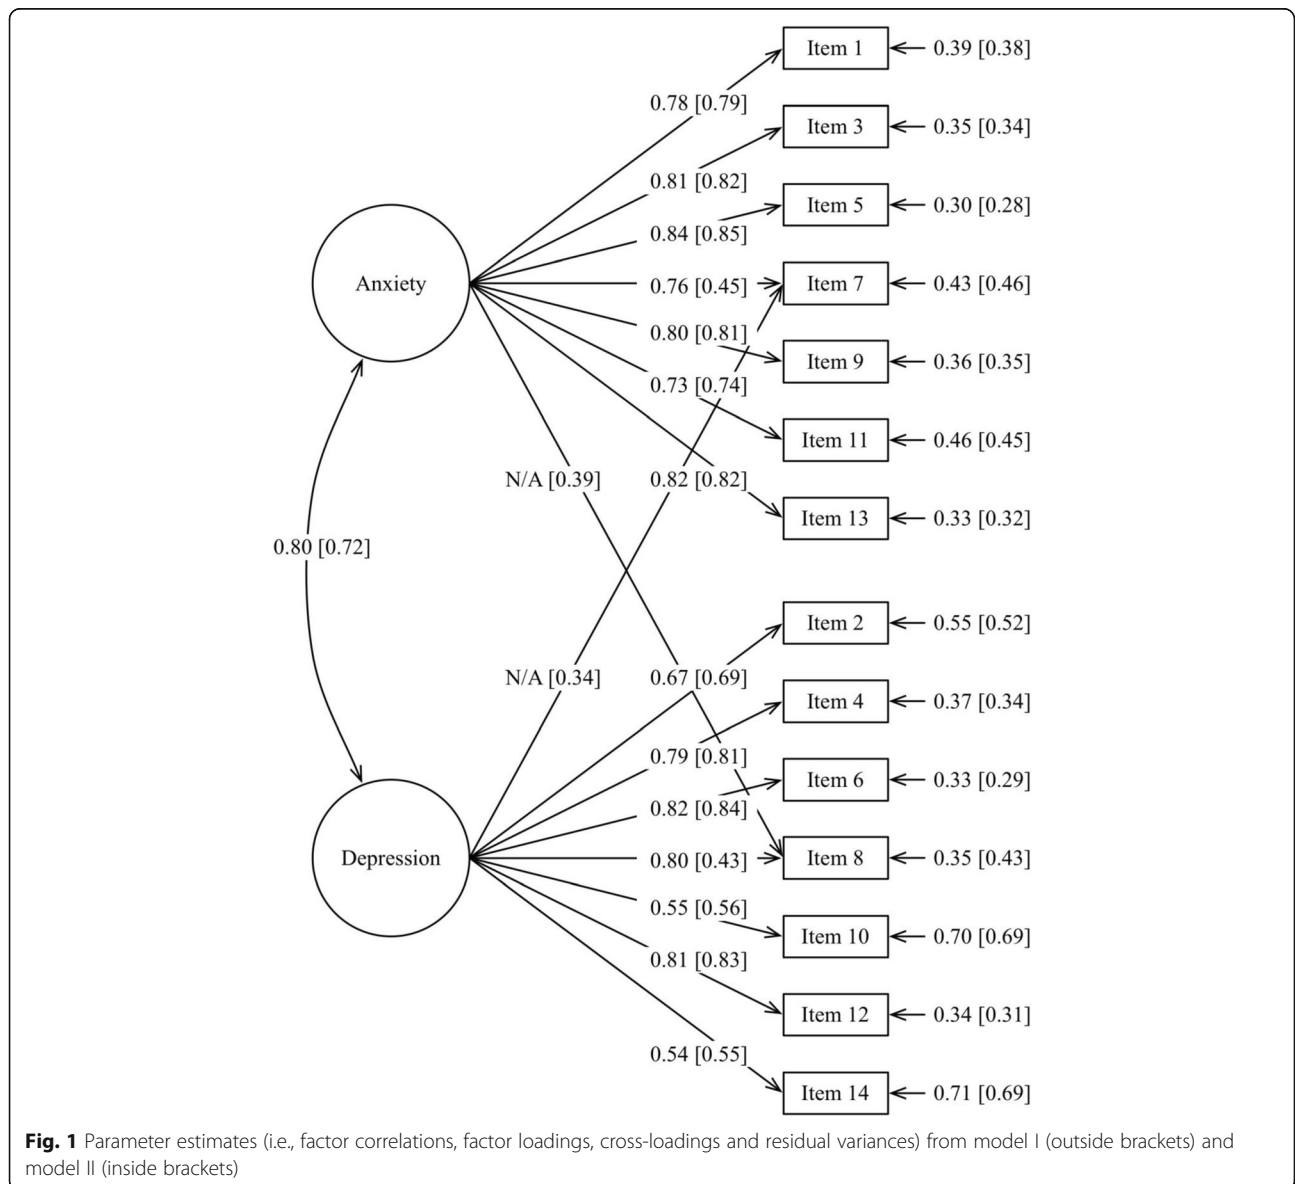 Item 1
0.39 [0.38]
0.78 [0.79]
Item 3
0.35 [0.34]
0.81 [0.82]
Item 5
0.30 [0.28]
0.84 [0.85]
Anxiety
0.76 [0.45]
Item 7
0.43 [0.46]
0.80 [0.81]
Item 9
0.36 [0.35]
0.73 [0.74]
Item 11
0.46 [0.45]
N/A [0.39]
0.82 [0.82]
Item 13
0.33 [0.32]
0.80 [0.72]
Item 2
0.55 [0.52]
N/A [0.34]
0.67 [0.69]
Item 4
0.37 [0.34]
0.79 [0.81]
Item 6
0.33 [0.29]
0.82 [0.84]
Depression
0.80 [0.43]
Item 8
0.35 [0.43]
0.55 [0.56]
Item 10
0.70 [0.69]
0.81 [0.83]
Item 12
0.34 [0.31]
0.54 [0.55]
Item 14
0.71 [0.69]
Fig. 1 Parameter estimates (i.e., factor correlations, factor loadings, cross-loadings and residual variances) from model I (outside brackets) and
model II (inside brackets)